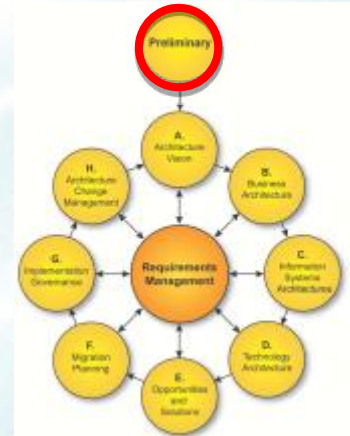 Preliminary
A.
Architecture
Vision
B.
Business
Architecture
C.
Information
Systems
Architectures
D.
Technology
Architecture
E.
Opportunities
and
Solutions
F.
Migration
Planning
G.
Implementation
Governance
H.
Architecture
Change
Management
Requirements
Management